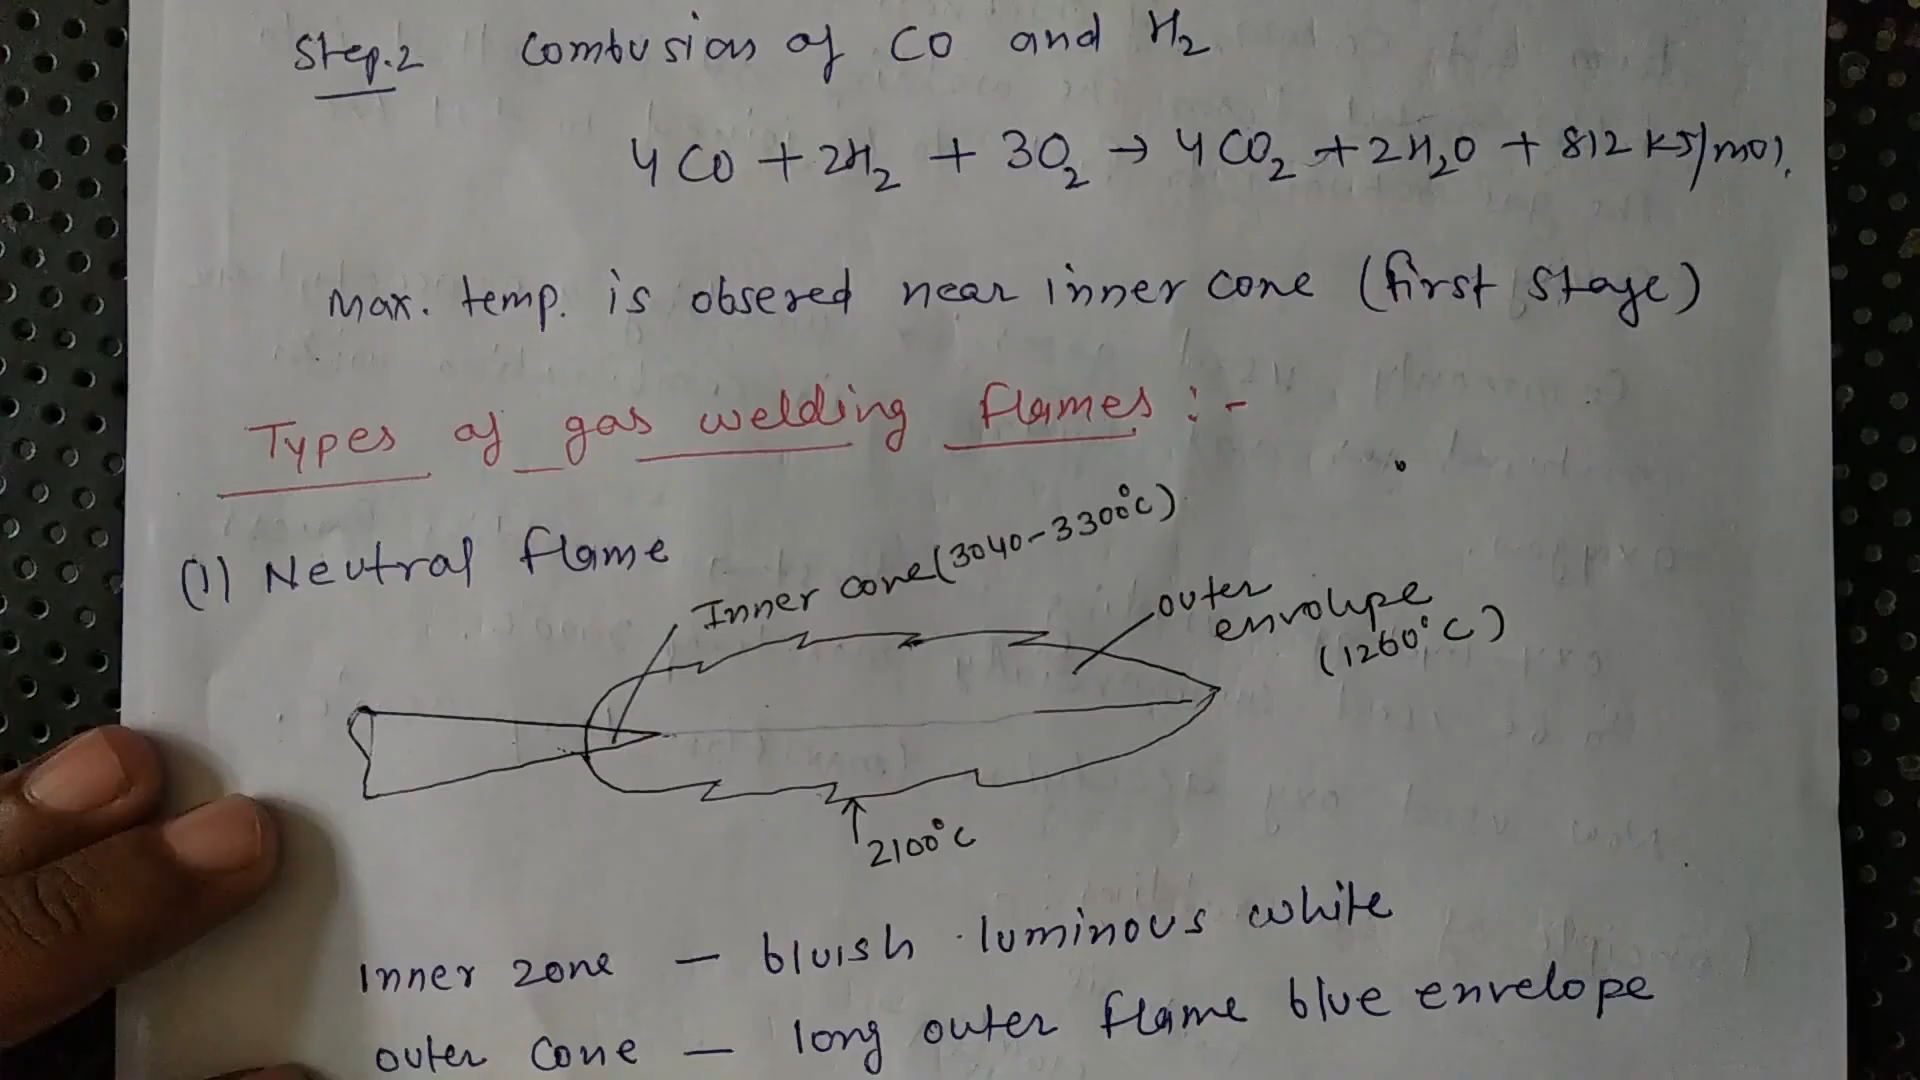 Step.2 Combusion of CO and H2
4CO + 2H2 + 3O2 → 4CO2 + 2H2O + 812 KJ/mol.
Max. temp. is obsered near inner cone (first stage)
Types of gas welding flames :-
(1) Neutral flame
Inner cone (3040-3300°C)
outer
envolupe
(1260°C)
2100°C
Inner zone - bluish luminous white
outer cone - long outer flame blue envelope